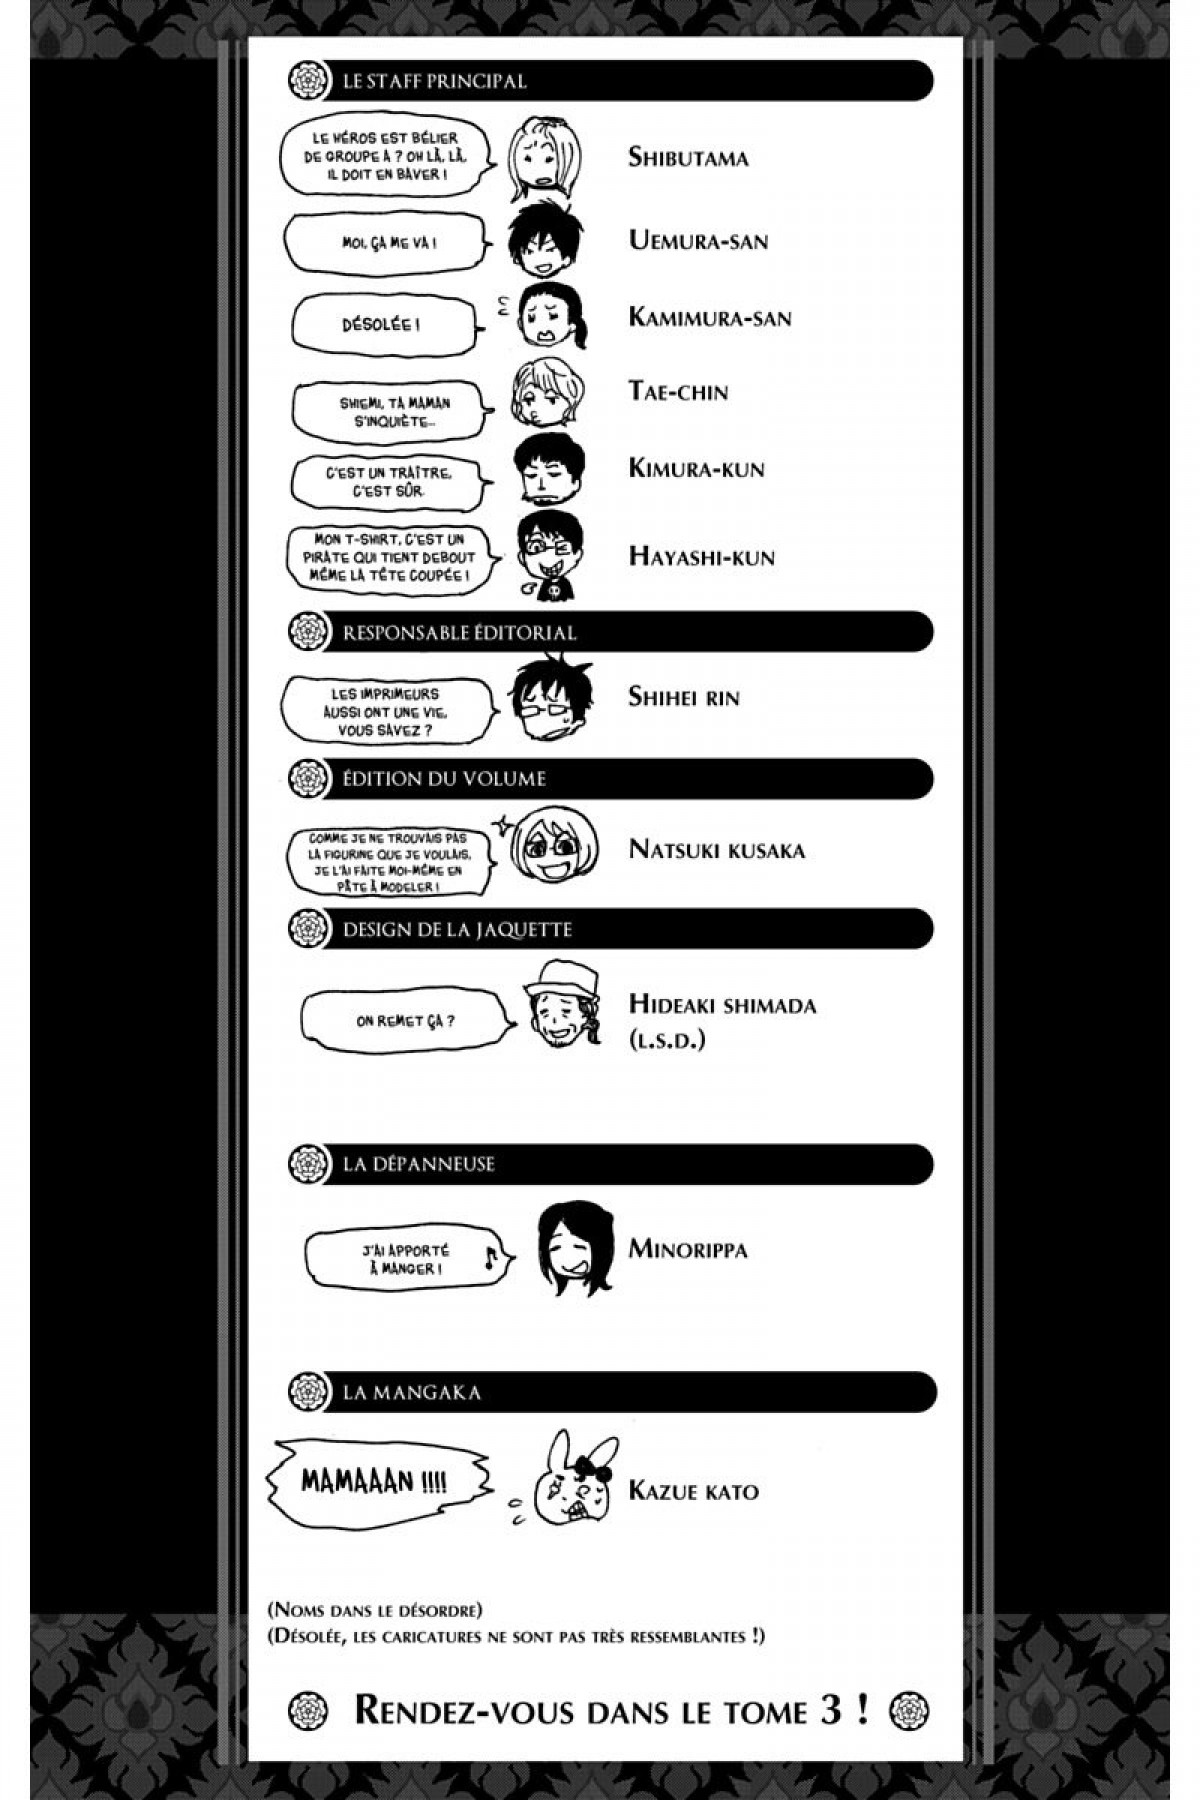 LE STAFF PRINCIPAL
LE HÉROS EST BÉLIER
DE GROUPE A ? OH LÀ, LÀ,
IL DOIT EN BAVER !
SHIBUTAMA
MOI, ÇA ME VA !
UEMURA-SAN
DÉSOLÉE !
KAMIMURA-SAN
SHIEMI, TA MAMAN
S'INQUIÈTE...
TAE-CHIN
C'EST UN TRAÎTRE,
C'EST SÛR.
KIMURA-KUN
MON T-SHIRT, C'EST UN
PIRATE QUI TIENT DEBOUT
MÊME LA TÊTE COUPÉE !
HAYASHI-KUN
RESPONSABLE ÉDITORIAL
LES IMPRIMEURS
AUSSI ONT UNE VIE,
VOUS SAVEZ ?
SHIHEI RIN
ÉDITION DU VOLUME
COMME JE NE TROUVAIS PAS
LA FIGURINE QUE JE VOULAIS,
JE L'AI FAITE MOI-MÊME EN
PÂTE À MODELER !
NATSUKI KUSAKA
DESIGN DE LA JAQUETTE
ON REMET ÇA ?
HIDEAKI SHIMADA
(L.S.D.)
LA DÉPANNEUSE
J'AI APPORTÉ
À MANGER !
MINORIPPA
LA MANGAKA
MAMAAAN !!!!
KAZUE KATO
(NOMS DANS LE DÉSORDRE)
(DÉSOLÉE, LES CARICATURES NE SONT PAS TRÈS RESSEMBLANTES !)
RENDEZ-VOUS DANS LE TOME 3 !